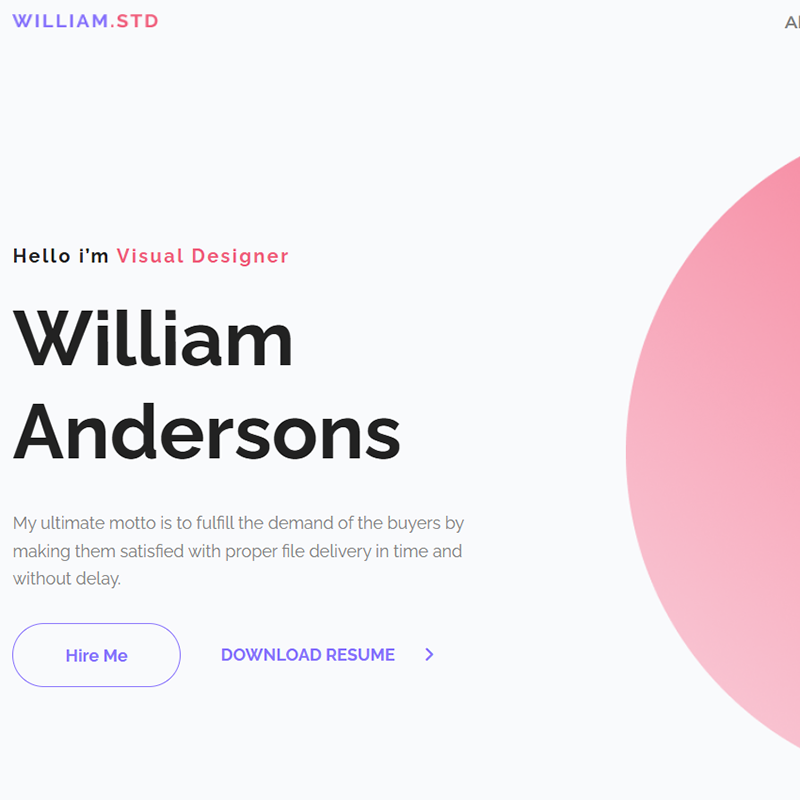 WILLIAM.STD
Hello i’m Visual Designer
William
Andersons
My ultimate motto is to fulfill the demand of the buyers by
making them satisfied with proper file delivery in time and
without delay.
Hire Me
DOWNLOAD RESUME